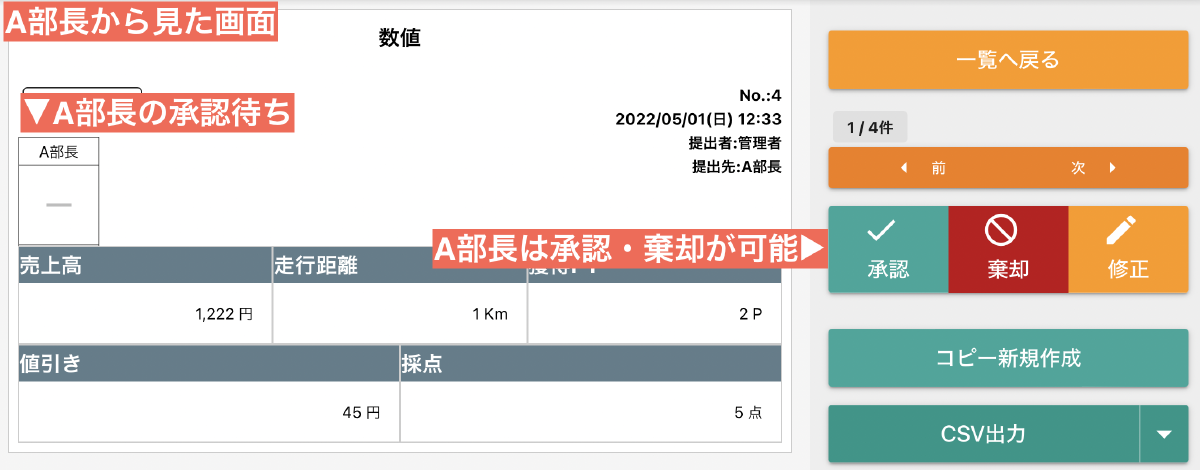 A部長から見た画面
数値
▼A部長の承認待ち
No.:4
2022/05/01(日) 12:33
提出者:管理者
提出先:A部長
A部長
A部長は承認・棄却が可能▶
売上高
走行距離
1,222 円
1 Km
2 P
値引き
採点
45 円
5 点
一覧へ戻る
1 / 4件
前
次
承認
棄却
修正
コピー新規作成
CSV出力